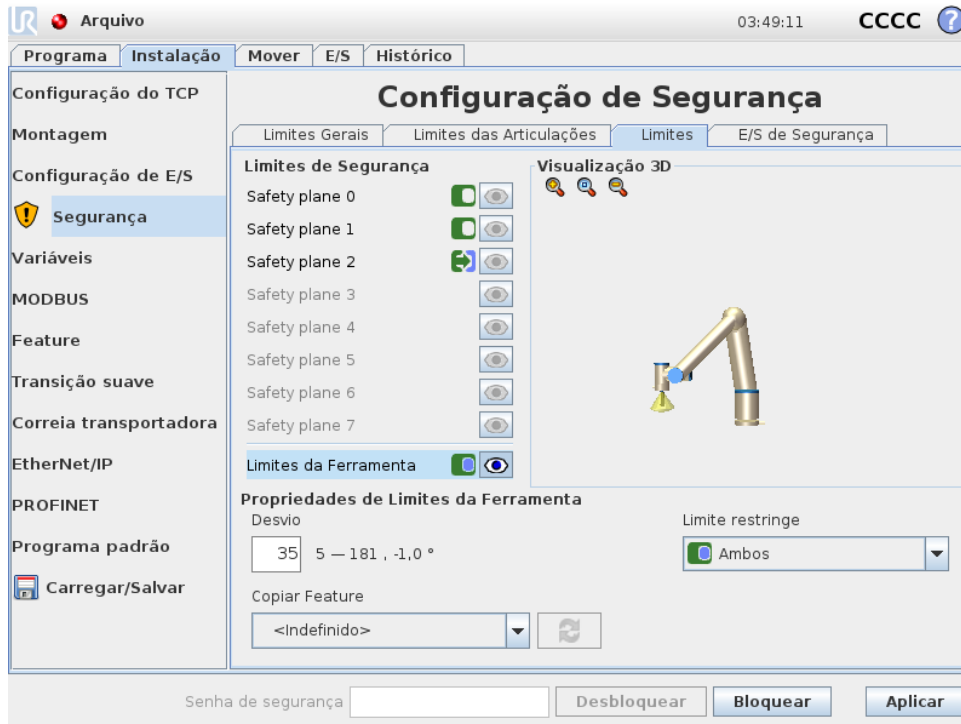 UR Arquivo 03:49:11 CCCC ?
Programa Instalação Mover E/S Histórico
Configuração do TCP
Montagem
Configuração de E/S
Segurança
Variáveis
MODBUS
Feature
Transição suave
Correia transportadora
EtherNet/IP
PROFINET
Programa padrão
Carregar/Salvar
Configuração de Segurança
Limites Gerais Limites das Articulações Limites E/S de Segurança
Limites de Segurança
Safety plane 0
Safety plane 1
Safety plane 2
Safety plane 3
Safety plane 4
Safety plane 5
Safety plane 6
Safety plane 7
Limites da Ferramenta
Visualização 3D
Propriedades de Limites da Ferramenta
Desvio
35 5 — 181 , -1,0 °
Limite restringe
Ambos
Copiar Feature
<Indefinido>
Senha de segurança Desbloquear Bloquear Aplicar